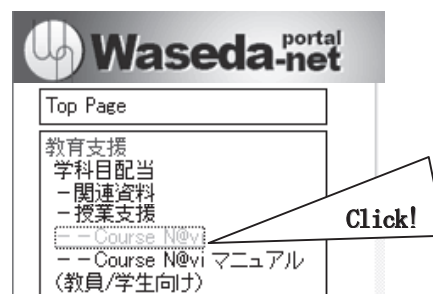 Waseda-net portal
Top Page
教育支援
学科目配当
－関連資料
－授業支援
－－Course N@vi
－－Course N@vi マニュアル
（教員/学生向け）
Click!